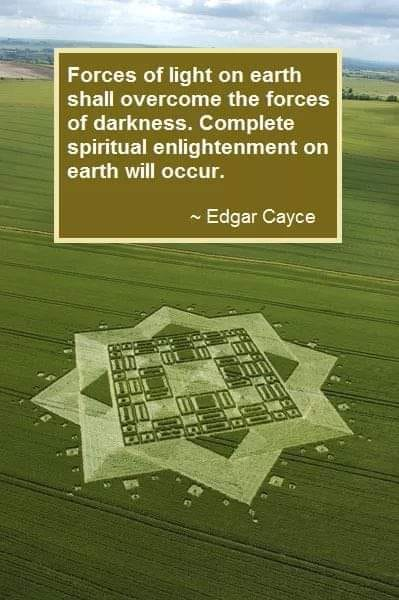 Forces of light on earth
shall overcome the forces
of darkness. Complete
spiritual enlightenment on
earth will occur.
~ Edgar Cayce